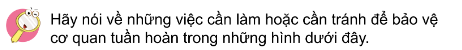 Hãy nói về những việc cần làm hoặc cần tránh để bảo vệ
cơ quan tuần hoàn trong những hình dưới đây.